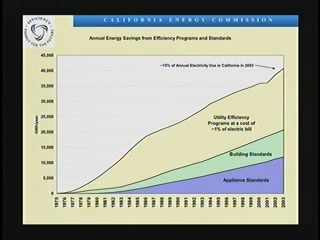 CALIFORNIA ENERGY COMMISSION
Annual Energy Savings from Efficiency Programs and Standards
45,000
40,000
35,000
30,000
25,000
20,000
15,000
10,000
5,000
0
GWh/year
~15% of Annual Electricity Use in California in 2003
Utility Efficiency
Programs at a cost of
~1% of electric bill
Building Standards
Appliance Standards
1975 1976 1977 1978 1979 1980 1981 1982 1983 1984 1985 1986 1987 1988 1989 1990 1991 1992 1993 1994 1995 1996 1997 1998 1999 2000 2001 2002 2003